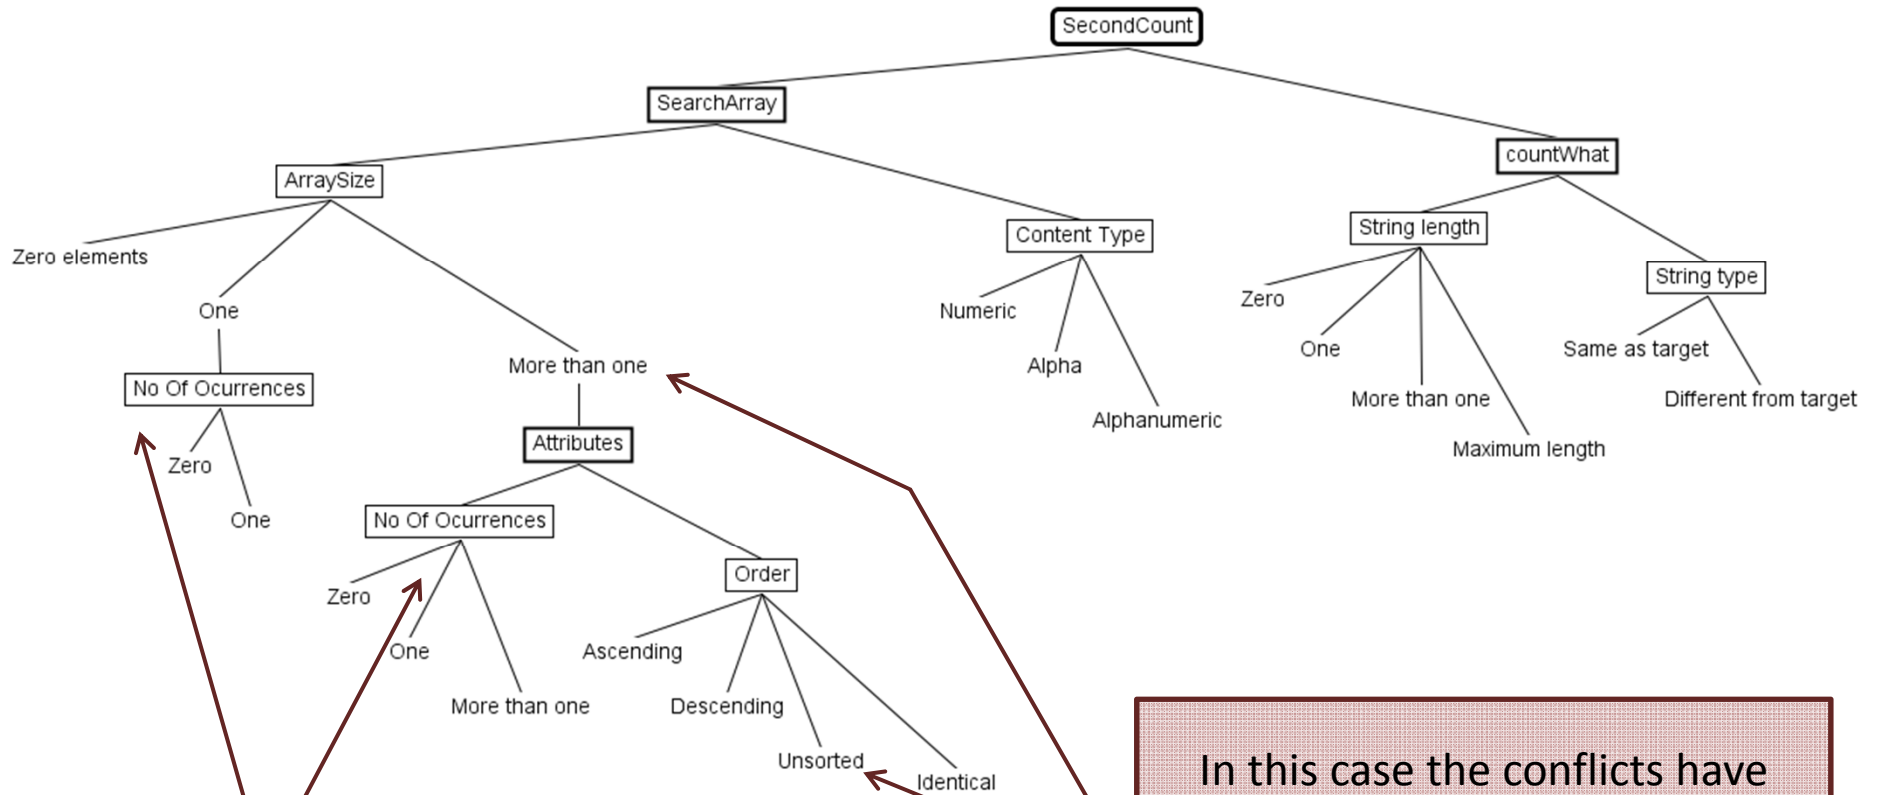 SecondCount
SearchArray
countWhat
ArraySize
Content Type
String length
String type
Zero elements
One
More than one
Numeric
Alpha
Alphanumeric
Zero
One
More than one
Maximum length
Same as target
Different from target
No Of Ocurrences
Zero
One
Attributes
No Of Ocurrences
Zero
One
More than one
Order
Ascending
Descending
Unsorted
Identical
In this case the conflicts have